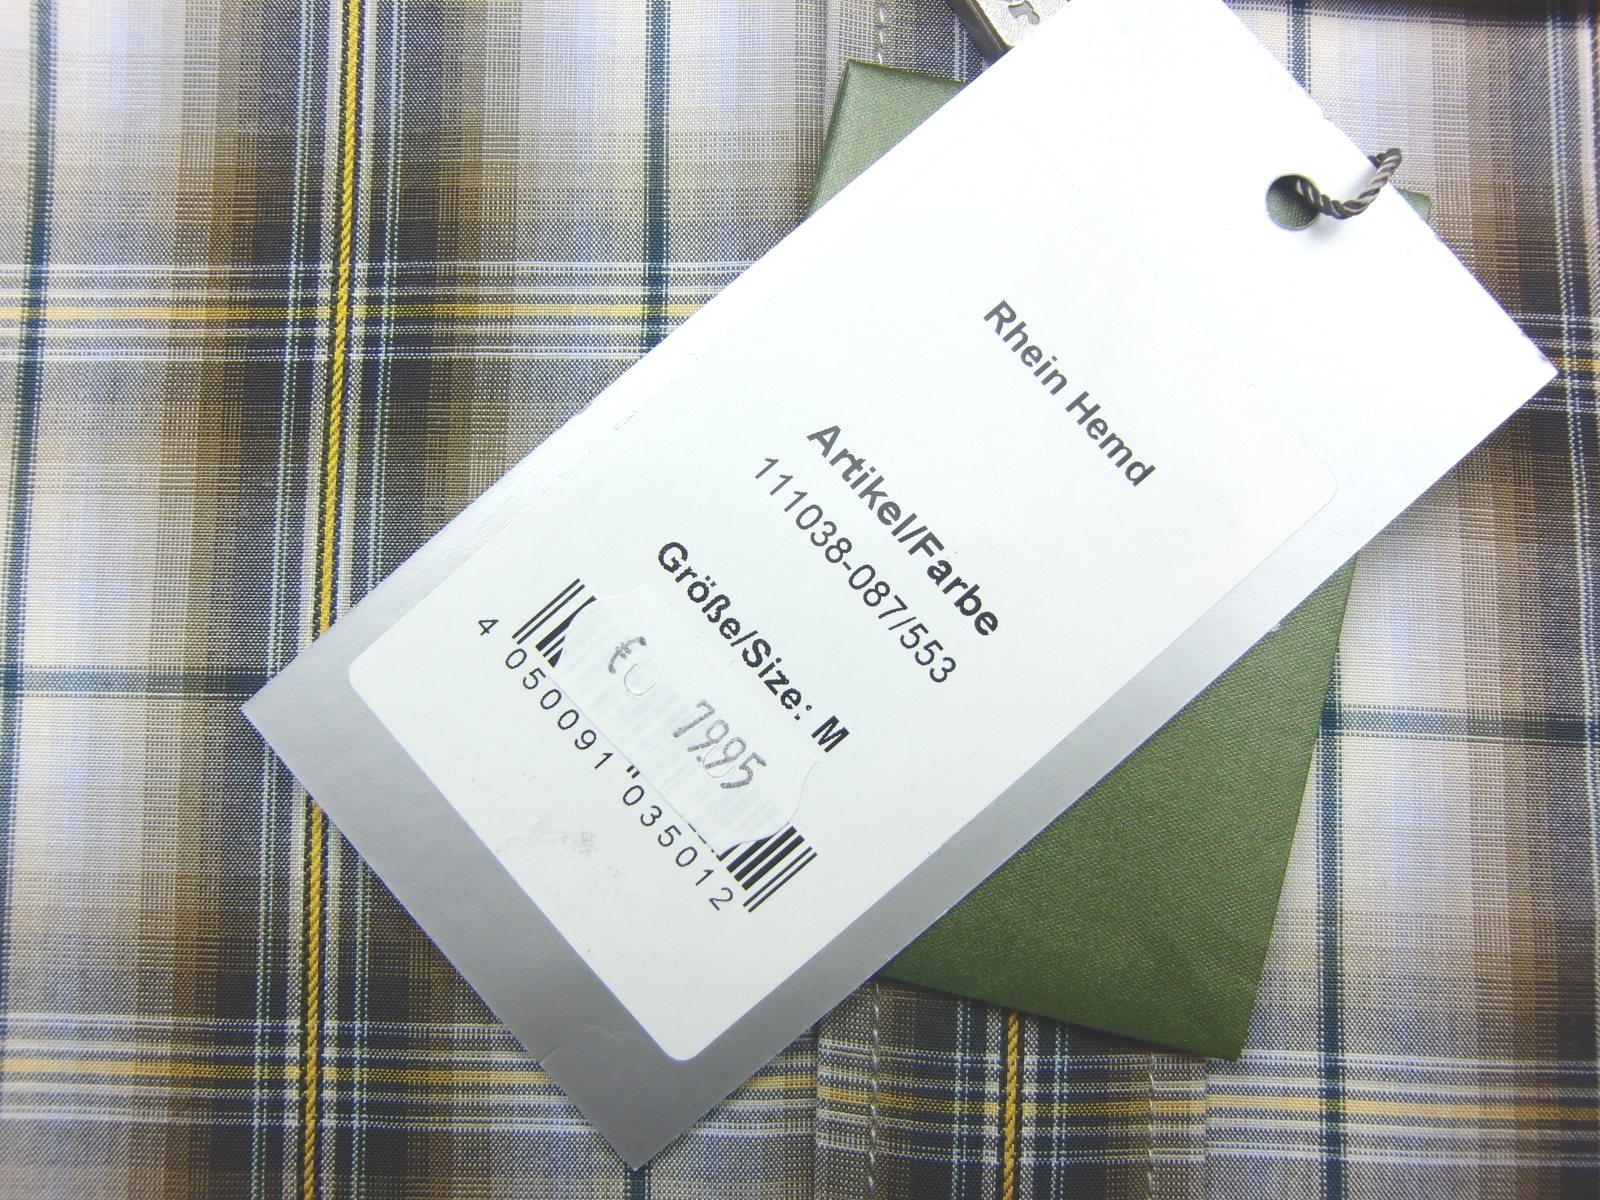 Rhein Hemd
Artikel/Farbe
111038-087/553
Größe/Size: M
€ 79.95
4 050091 "035012